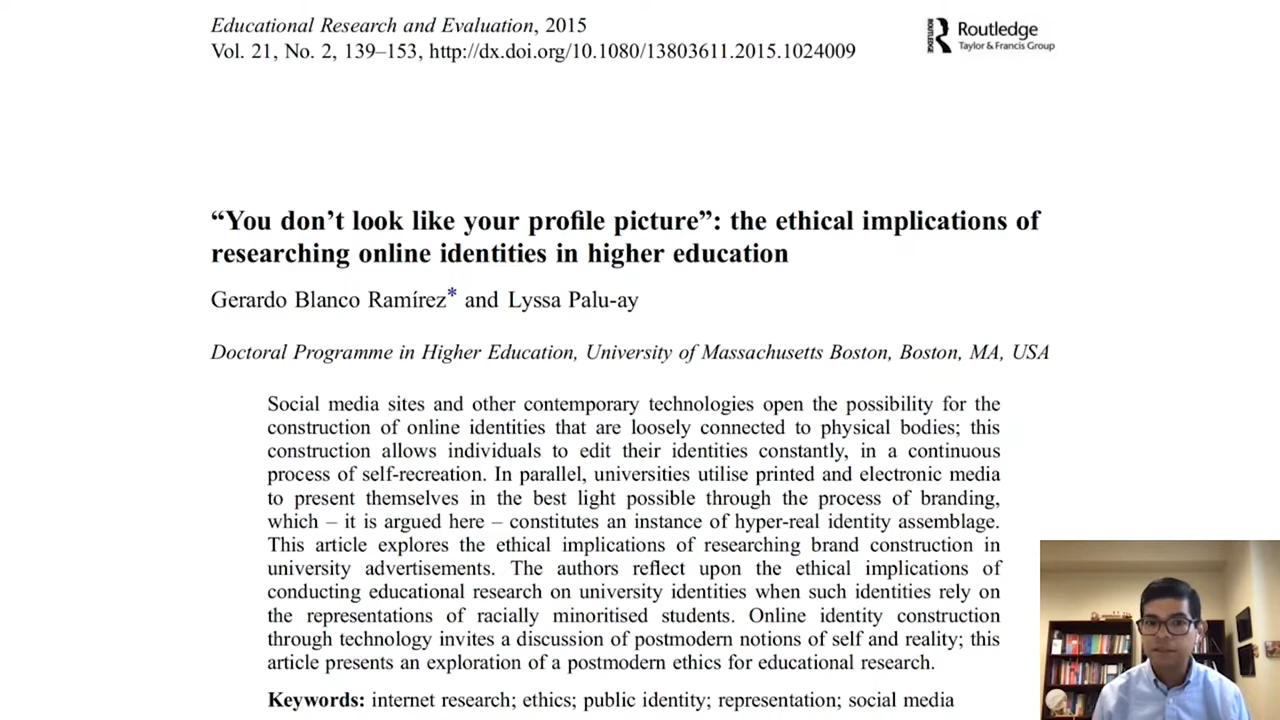 Educational Research and Evaluation, 2015
Vol. 21, No. 2, 139–153, http://dx.doi.org/10.1080/13803611.2015.1024009
ROUTLEDGE
Routledge
Taylor & Francis Group
“You don’t look like your profile picture”: the ethical implications of
researching online identities in higher education
Gerardo Blanco Ramírez* and Lyssa Palu-ay
Doctoral Programme in Higher Education, University of Massachusetts Boston, Boston, MA, USA
Social media sites and other contemporary technologies open the possibility for the
construction of online identities that are loosely connected to physical bodies; this
construction allows individuals to edit their identities constantly, in a continuous
process of self-recreation. In parallel, universities utilise printed and electronic media
to present themselves in the best light possible through the process of branding,
which – it is argued here – constitutes an instance of hyper-real identity assemblage.
This article explores the ethical implications of researching brand construction in
university advertisements. The authors reflect upon the ethical implications of
conducting educational research on university identities when such identities rely on
the representations of racially minoritised students. Online identity construction
through technology invites a discussion of postmodern notions of self and reality; this
article presents an exploration of a postmodern ethics for educational research.
Keywords: internet research; ethics; public identity; representation; social media